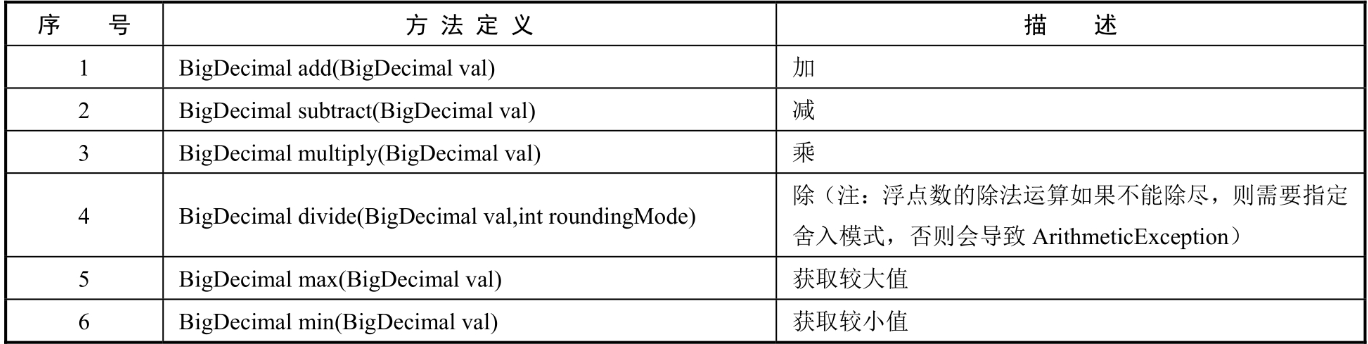 序 号 方 法 定 义 描 述
1 BigDecimal add(BigDecimal val) 加
2 BigDecimal subtract(BigDecimal val) 减
3 BigDecimal multiply(BigDecimal val) 乘
4 BigDecimal divide(BigDecimal val,int roundingMode) 除（注：浮点数的除法运算如果不能除尽，则需要指定
舍入模式，否则会导致 ArithmeticException）
5 BigDecimal max(BigDecimal val) 获取较大值
6 BigDecimal min(BigDecimal val) 获取较小值